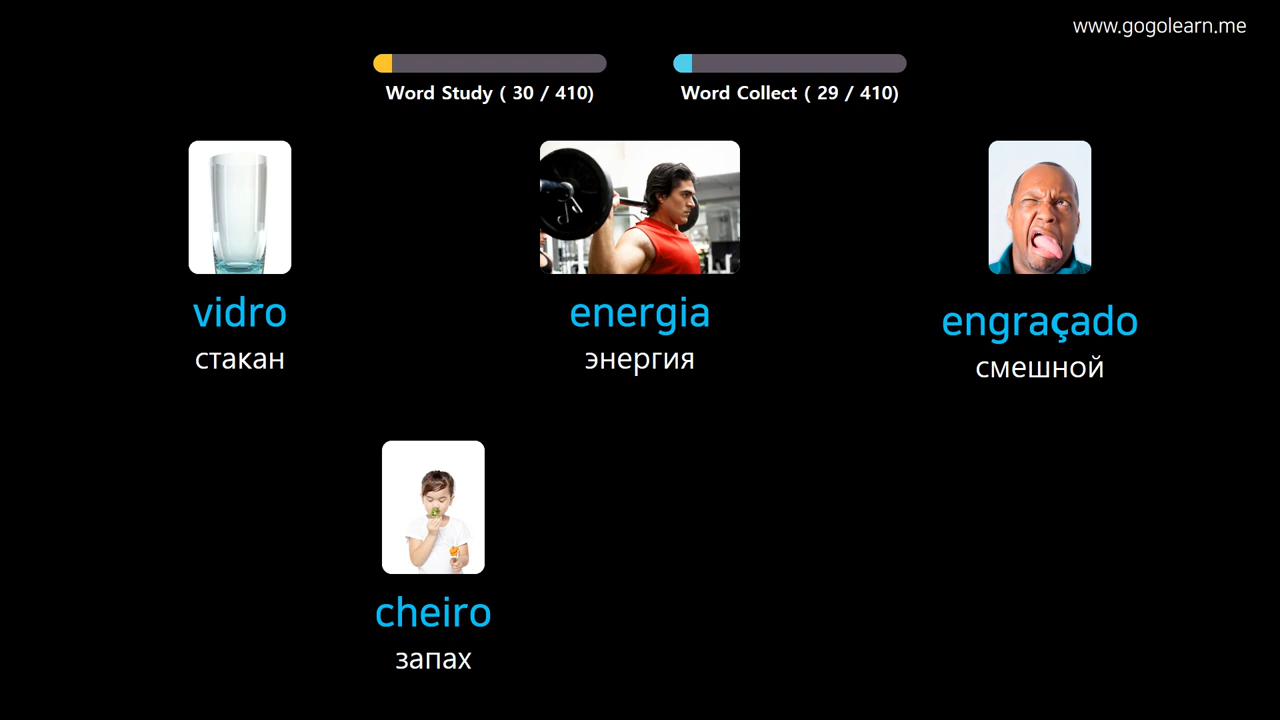 www.gogolearn.me
Word Study ( 30 / 410)
Word Collect ( 29 / 410)
vidro
стакан
energia
энергия
engraçado
смешной
cheiro
запах